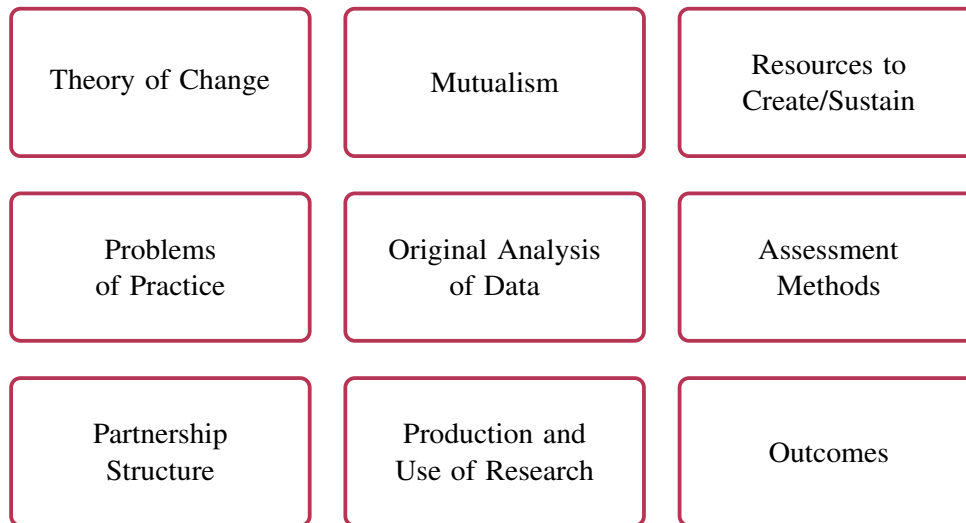 Theory of Change
Mutualism
Resources to
Create/Sustain
Problems
of Practice
Original Analysis
of Data
Assessment
Methods
Partnership
Structure
Production and
Use of Research
Outcomes